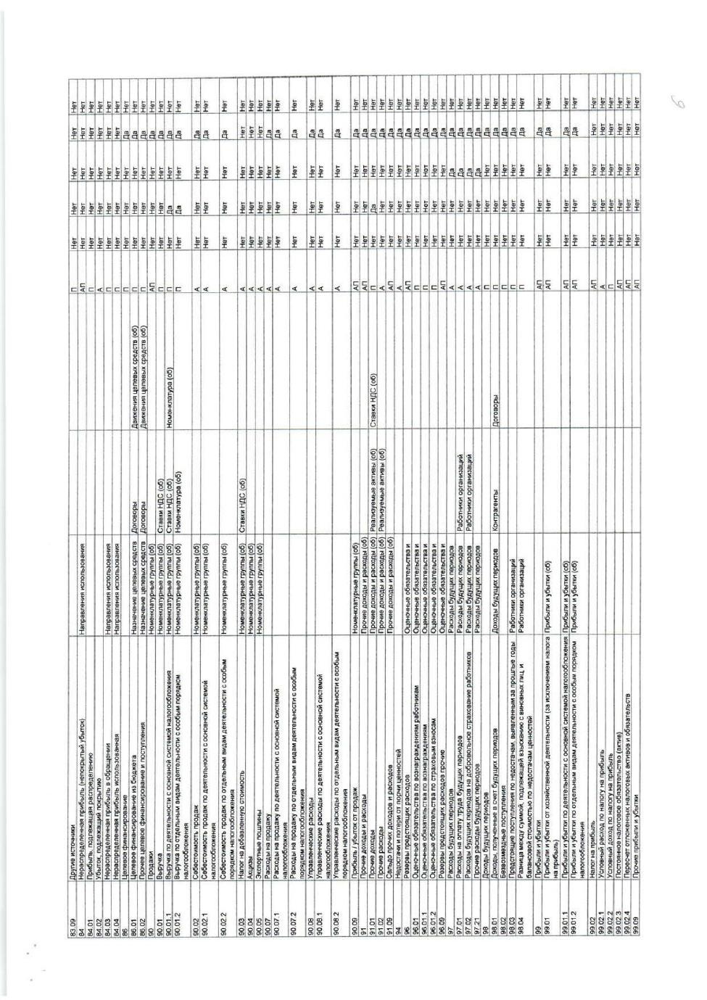 83.09 Другие источники П Нет Нет Нет Нет Нет
84 Нераспределенная прибыль (непокрытый убыток) Направления использования АП Нет Нет Нет Нет Нет
84.01 Прибыль, подлежащая распределению П Нет Нет Нет Нет Нет
84.02 Убыток, подлежащий покрытию А Нет Нет Нет Нет Нет
84.03 Нераспределенная прибыль в обращении Направления использования П Нет Нет Нет Нет Нет
84.04 Нераспределенная прибыль использованная Направления использования П Нет Нет Нет Нет Нет
86 Целевое финансирование П Нет Нет Нет Да Нет
86.01 Целевое финансирование из бюджета Назначение целевых средств Договоры Движения целевых средств (об) П Нет Нет Нет Да Нет
86.02 Прочее целевое финансирование и поступления Назначение целевых средств Договоры Движения целевых средств (об) П Нет Нет Нет Да Нет
90 Продажи Номенклатурные группы (об) АП Нет Нет Нет Да Нет
90.01 Выручка Номенклатурные группы (об) Ставки НДС (об) П Нет Нет Нет Да Нет
90.01.1 Выручка по деятельности с основной системой налогообложения Номенклатурные группы (об) Ставки НДС (об) Номенклатура (об) П Нет Да Нет Да Нет
90.01.2 Выручка по отдельным видам деятельности с особым порядком Номенклатурные группы (об) Номенклатура (об) П Нет Да Нет Да Нет
налогообложения
90.02 Себестоимость продаж Номенклатурные группы (об) А Нет Нет Нет Да Нет
90.02.1 Себестоимость продаж по деятельности с основной системой Номенклатурные группы (об) А Нет Нет Нет Да Нет
налогообложения
90.02.2 Себестоимость продаж по отдельным видам деятельности с особым Номенклатурные группы (об) А Нет Нет Нет Да Нет
порядком налогообложения
90.03 Налог на добавленную стоимость Номенклатурные группы (об) Ставки НДС (об) А Нет Нет Нет Нет Нет
90.04 Акцизы Номенклатурные группы (об) А Нет Нет Нет Нет Нет
90.05 Экспортные пошлины Номенклатурные группы (об) А Нет Нет Нет Нет Нет
90.07 Расходы на продажу А Нет Нет Нет Да Нет
90.07.1 Расходы на продажу по деятельности с основной системой А Нет Нет Нет Да Нет
налогообложения
90.07.2 Расходы на продажу по отдельным видам деятельности с особым А Нет Нет Нет Да Нет
порядком налогообложения
90.08 Управленческие расходы А Нет Нет Нет Да Нет
90.08.1 Управленческие расходы по деятельности с основной системой А Нет Нет Нет Да Нет
налогообложения
90.08.2 Управленческие расходы по отдельным видам деятельности с особым А Нет Нет Нет Да Нет
порядком налогообложения
90.09 Прибыль / убыток от продаж Номенклатурные группы (об) АП Нет Нет Нет Да Нет
91 Прочие доходы и расходы Прочие доходы и расходы (об) АП Нет Нет Нет Да Нет
91.01 Прочие доходы Прочие доходы и расходы (об) Реализуемые активы (об) Ставки НДС (об) П Нет Да Нет Да Нет
91.02 Прочие расходы Прочие доходы и расходы (об) Реализуемые активы (об) А Нет Нет Нет Да Нет
91.09 Сальдо прочих доходов и расходов Прочие доходы и расходы (об) АП Нет Нет Нет Да Нет
94 Недостачи и потери от порчи ценностей А Нет Нет Нет Да Нет
96 Резервы предстоящих расходов Оценочные обязательства и АП Нет Нет Нет Да Нет
96.01 Оценочные обязательства по вознаграждениям работникам Оценочные обязательства и П Нет Нет Нет Да Нет
96.01.1 Оценочные обязательства по вознаграждениям Оценочные обязательства и П Нет Нет Нет Да Нет
96.01.2 Оценочные обязательства по страховым взносам Оценочные обязательства и П Нет Нет Нет Да Нет
96.09 Резервы предстоящих расходов прочие Оценочные обязательства и АП Нет Нет Нет Да Нет
97 Расходы будущих периодов Расходы будущих периодов А Нет Нет Да Да Нет
97.01 Расходы на оплату труда будущих периодов Расходы будущих периодов Работники организаций А Нет Нет Да Да Нет
97.02 Расходы будущих периодов на добровольное страхование работников Расходы будущих периодов Работники организаций А Нет Нет Да Да Нет
97.21 Прочие расходы будущих периодов Расходы будущих периодов А Нет Нет Да Да Нет
98 Доходы будущих периодов П Нет Нет Нет Да Нет
98.01 Доходы, полученные в счет будущих периодов Доходы будущих периодов Контрагенты Договоры П Нет Нет Нет Да Нет
98.02 Безвозмездные поступления П Нет Нет Нет Да Нет
98.03 Предстоящие поступления по недостачам, выявленным за прошлые годы Работники организаций П Нет Нет Нет Да Нет
98.04 Разница между суммой, подлежащей взысканию с виновных лиц, и Работники организаций П Нет Нет Нет Да Нет
балансовой стоимостью по недостачам ценностей
99 Прибыли и убытки АП Нет Нет Нет Да Нет
99.01 Прибыли и убытки от хозяйственной деятельности (за исключением налога Прибыли и убытки (об) АП Нет Нет Нет Да Нет
на прибыль)
99.01.1 Прибыли и убытки по деятельности с основной системой налогообложения Прибыли и убытки (об) АП Нет Нет Нет Да Нет
99.01.2 Прибыли и убытки по отдельным видам деятельности с особым порядком Прибыли и убытки (об) АП Нет Нет Нет Да Нет
налогообложения
99.02 Налог на прибыль АП Нет Нет Нет Нет Нет
99.02.1 Условный расход по налогу на прибыль А Нет Нет Нет Нет Нет
99.02.2 Условный доход по налогу на прибыль П Нет Нет Нет Нет Нет
99.02.3 Постоянное налоговое обязательство (актив) АП Нет Нет Нет Нет Нет
99.02.4 Пересчет отложенных налоговых активов и обязательств АП Нет Нет Нет Нет Нет
99.09 Прочие прибыли и убытки АП Нет Нет Нет Нет Нет